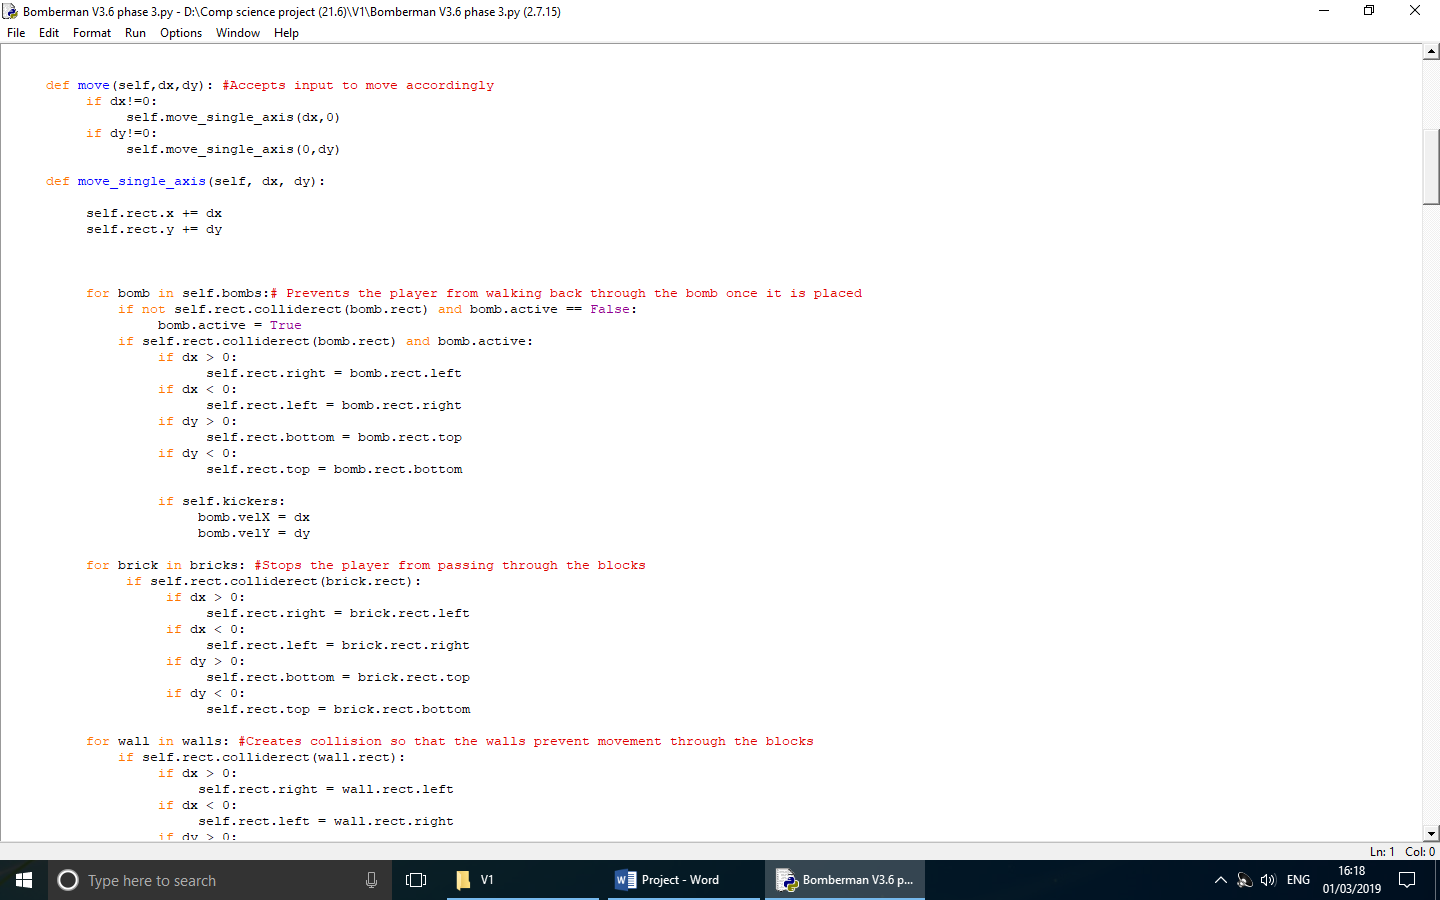 Bomberman V3.6 phase 3.py - D:\Comp science project (21.6)\V1\Bomberman V3.6 phase 3.py (2.7.15)
File Edit Format Run Options Window Help
def move(self,dx,dy): #Accepts input to move accordingly
if dx!=0:
self.move_single_axis(dx,0)
if dy!=0:
self.move_single_axis(0,dy)
def move_single_axis(self, dx, dy):
self.rect.x += dx
self.rect.y += dy
for bomb in self.bombs:# Prevents the player from walking back through the bomb once it is placed
if not self.rect.colliderect(bomb.rect) and bomb.active == False:
bomb.active = True
if self.rect.colliderect(bomb.rect) and bomb.active:
if dx > 0:
self.rect.right = bomb.rect.left
if dx < 0:
self.rect.left = bomb.rect.right
if dy > 0:
self.rect.bottom = bomb.rect.top
if dy < 0:
self.rect.top = bomb.rect.bottom
if self.kickers:
bomb.velX = dx
bomb.velY = dy
for brick in bricks: #Stops the player from passing through the blocks
if self.rect.colliderect(brick.rect):
if dx > 0:
self.rect.right = brick.rect.left
if dx < 0:
self.rect.left = brick.rect.right
if dy > 0:
self.rect.bottom = brick.rect.top
if dy < 0:
self.rect.top = brick.rect.bottom
for wall in walls: #Creates collision so that the walls prevent movement through the blocks
if self.rect.colliderect(wall.rect):
if dx > 0:
self.rect.right = wall.rect.left
if dx < 0:
self.rect.left = wall.rect.right
if dy > 0:
Ln: 1 Col: 0
Type here to search
V1
Project - Word
Bomberman V3.6 p...
ENG
16:18
01/03/2019